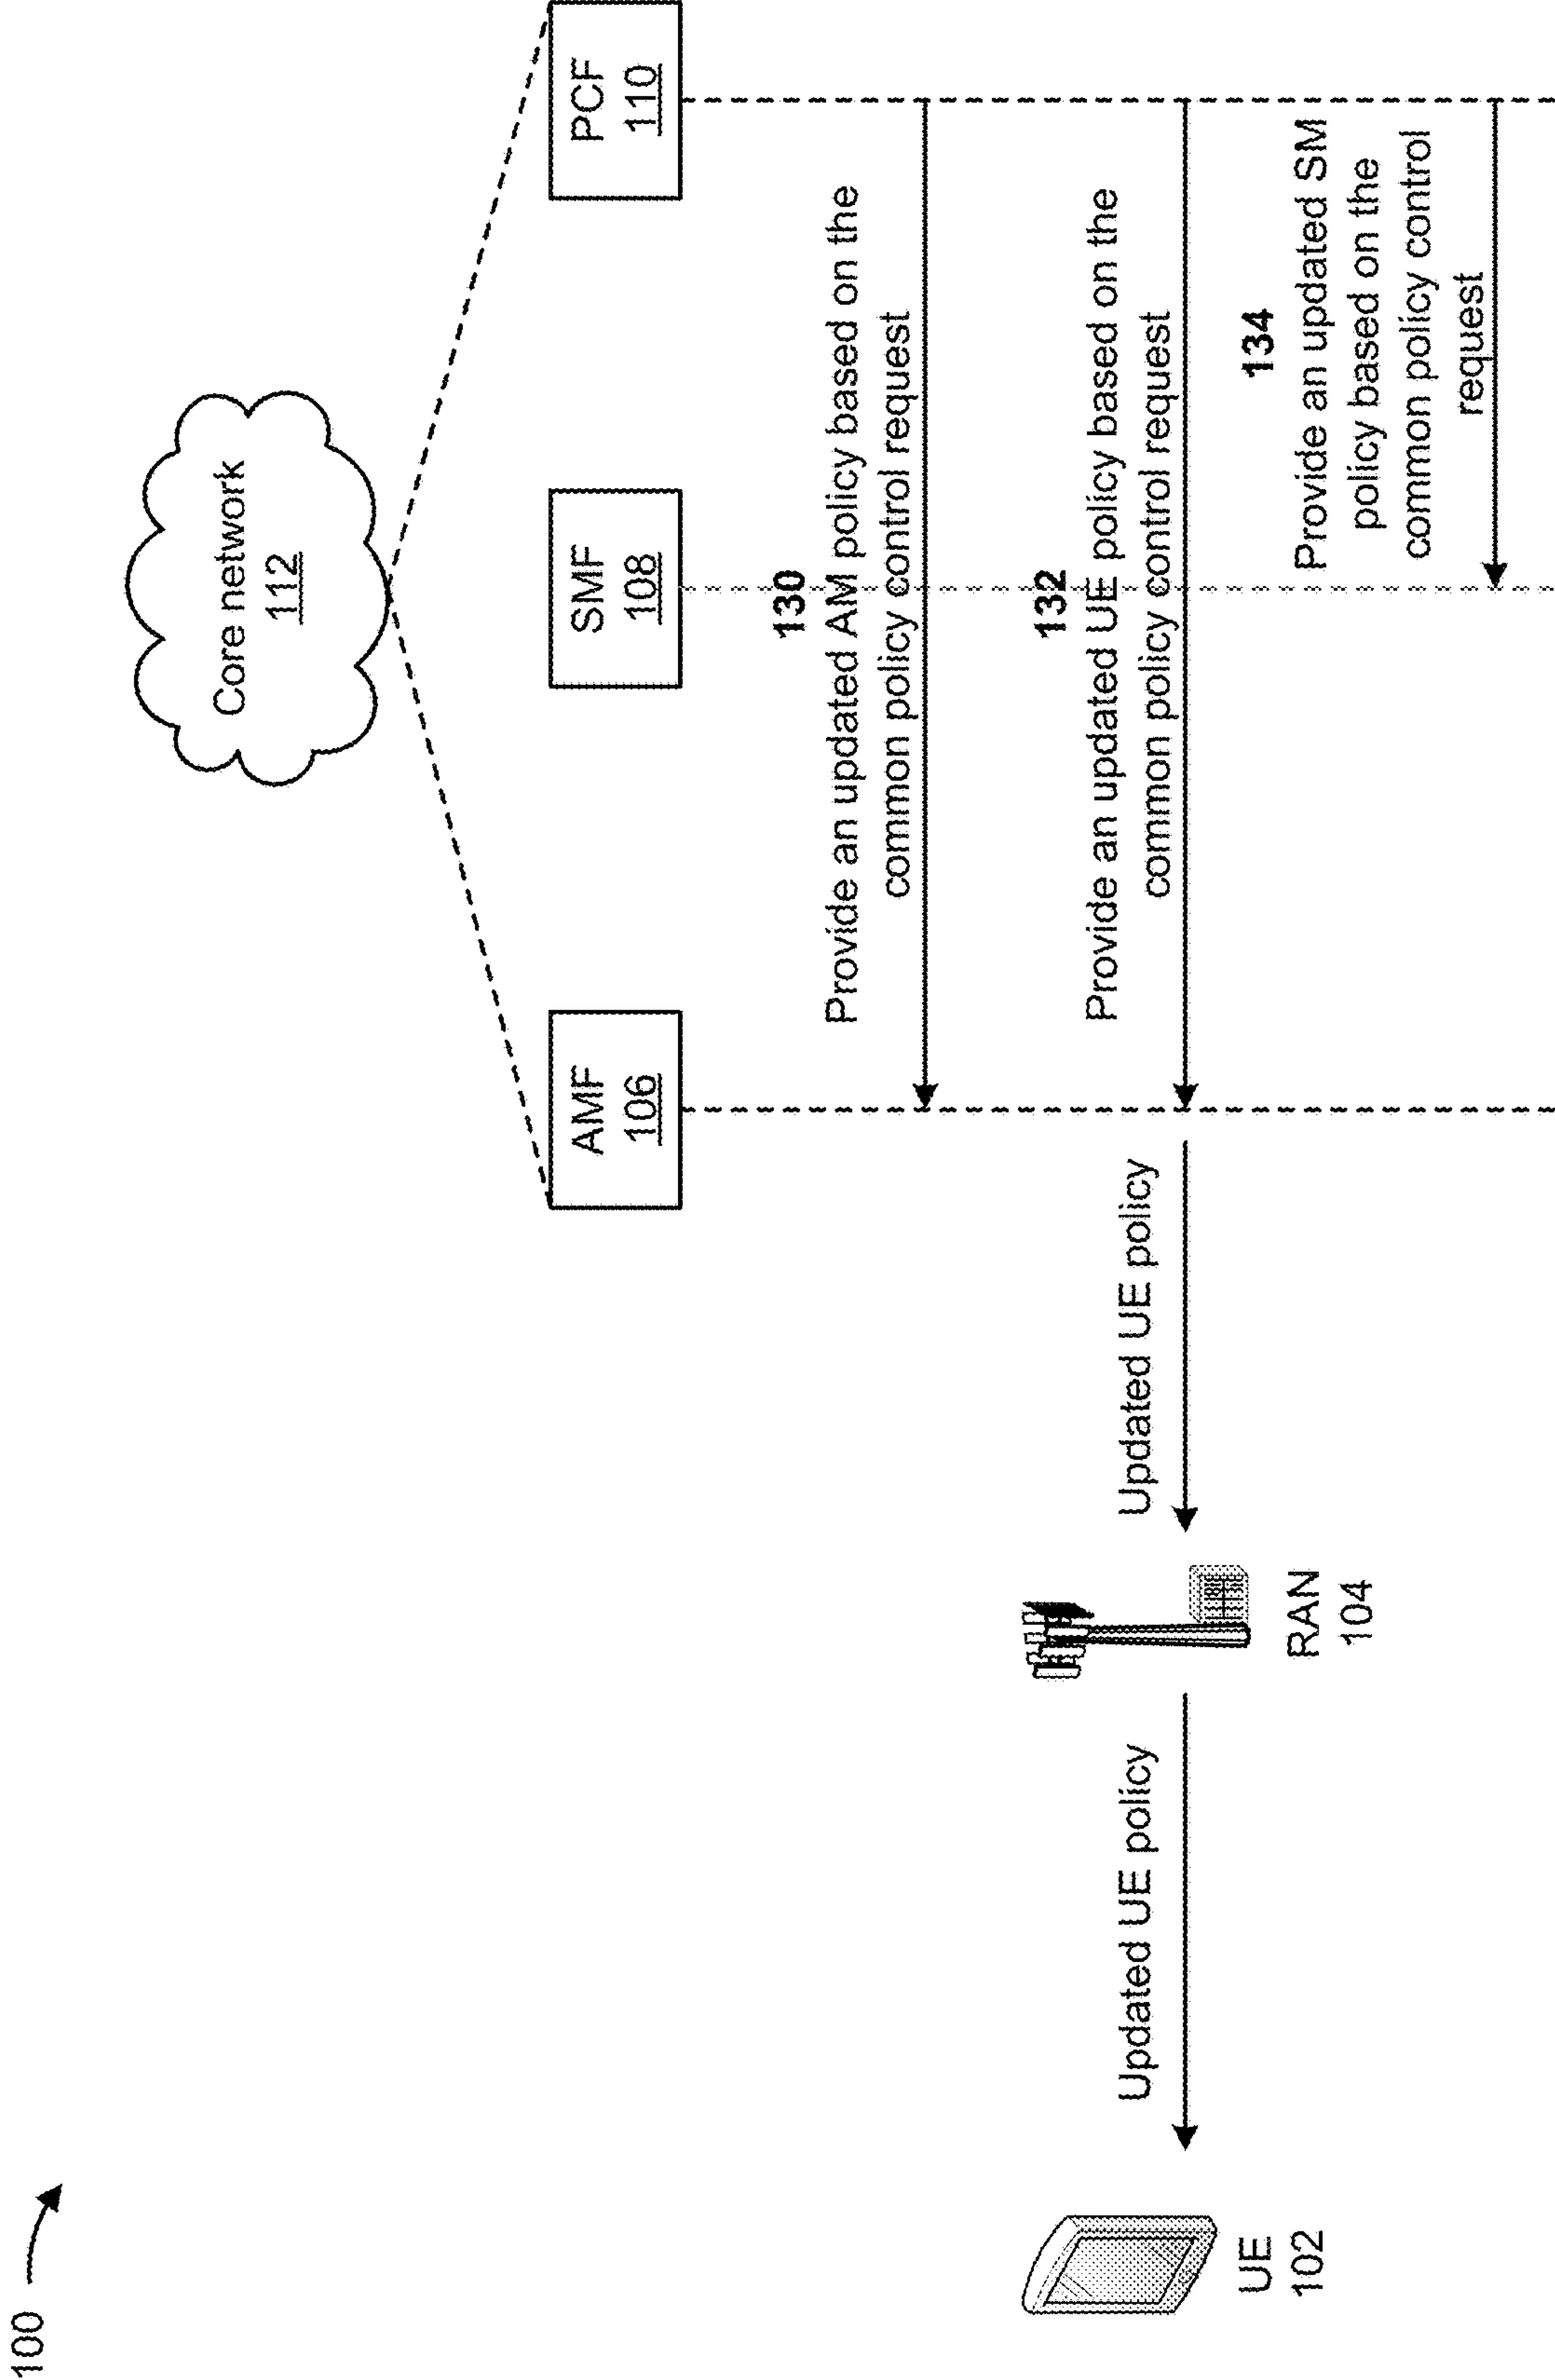 100
Core network
112
AMF
106
SMF
108
PCF
110
130
Provide an updated AM policy based on the
common policy control request
132
Provide an updated UE policy based on the
common policy control request
Updated UE policy
Updated UE policy
134
Provide an updated SM
policy based on the
common policy control
request
UE
102
RAN
104